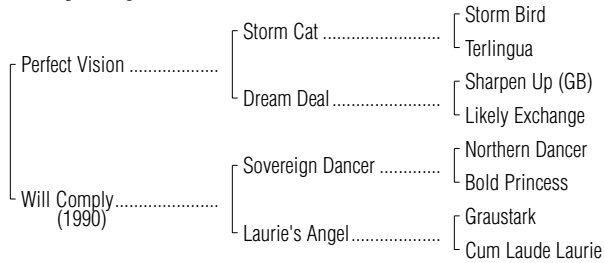 Storm Bird
Storm Cat ......................
Terlingua
Perfect Vision ...................
Sharpen Up (GB)
Dream Deal....................
Likely Exchange
Northern Dancer
Sovereign Dancer .............
Bold Princess
Will Comply......................
(1990)
Graustark
Laurie's Angel..................
Cum Laude Laurie